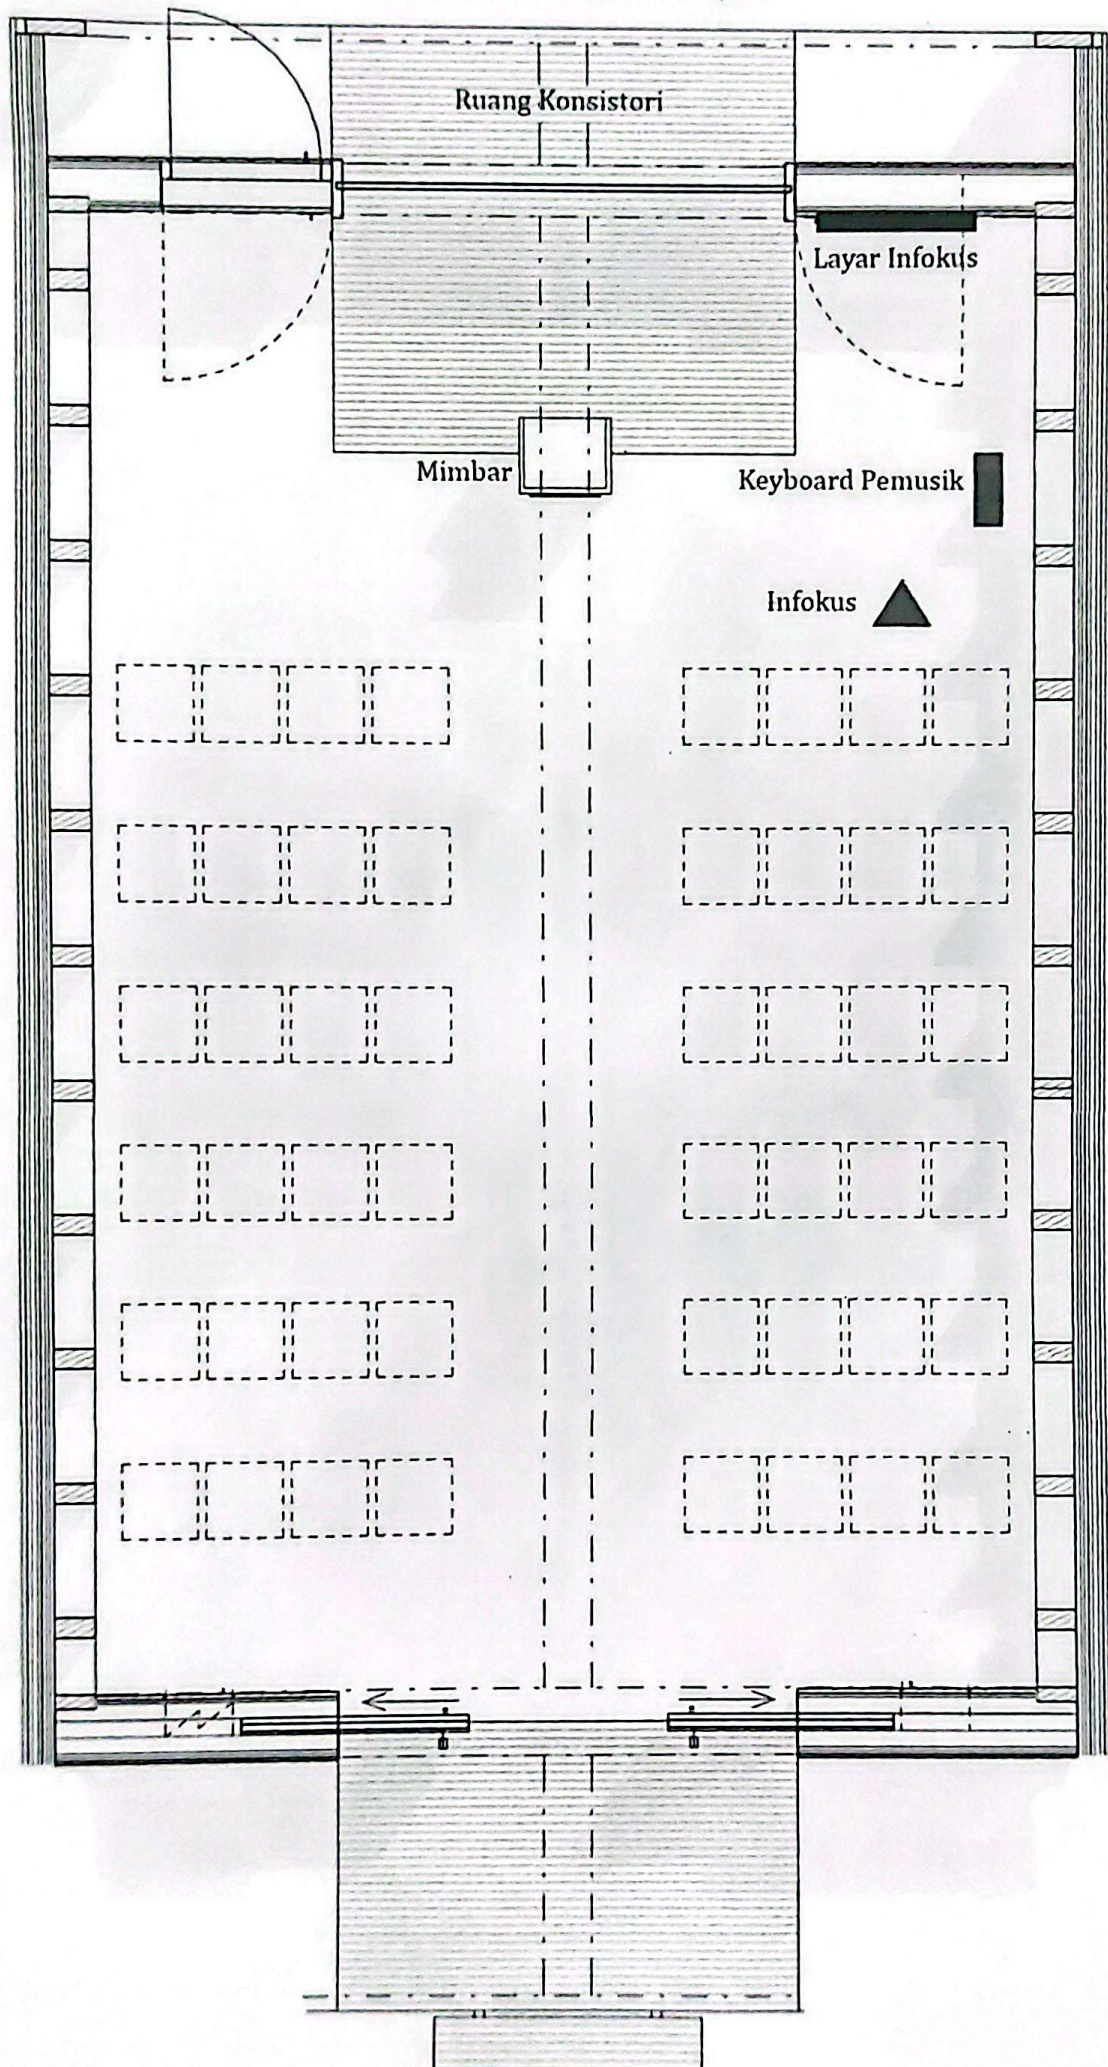 Ruang Konsistori
Layar Infokus
Mimbar
Keyboard Pemusik
Infokus